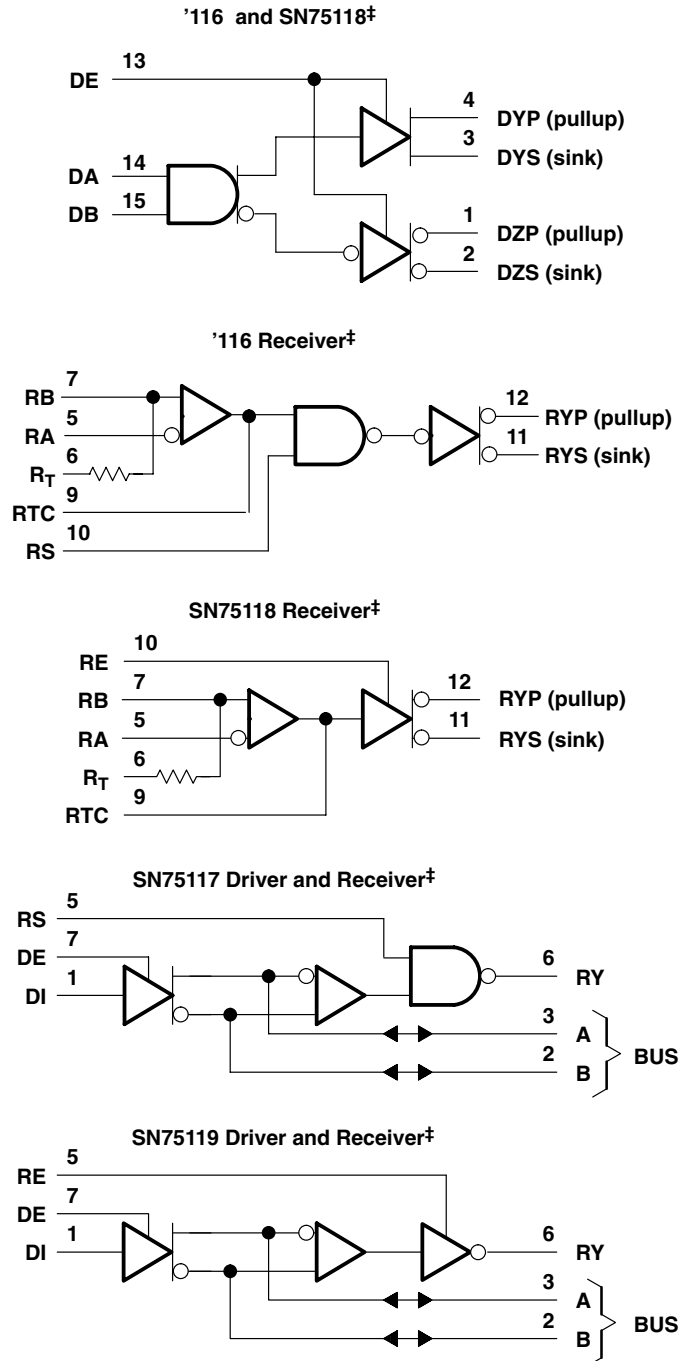 '116 and SN75118‡
13
DE
4
DYP (pullup)
3
DYS (sink)
14
DA
15
DB
1
DZP (pullup)
2
DZS (sink)
'116 Receiver‡
7
RB
5
RA
6
RT
9
RTC
10
RS
12
RYP (pullup)
11
RYS (sink)
SN75118 Receiver‡
10
RE
7
RB
5
RA
6
RT
9
RTC
12
RYP (pullup)
11
RYS (sink)
SN75117 Driver and Receiver‡
5
RS
7
DE
1
DI
6
RY
3
A
2
B
BUS
SN75119 Driver and Receiver‡
5
RE
7
DE
1
DI
6
RY
3
A
2
B
BUS